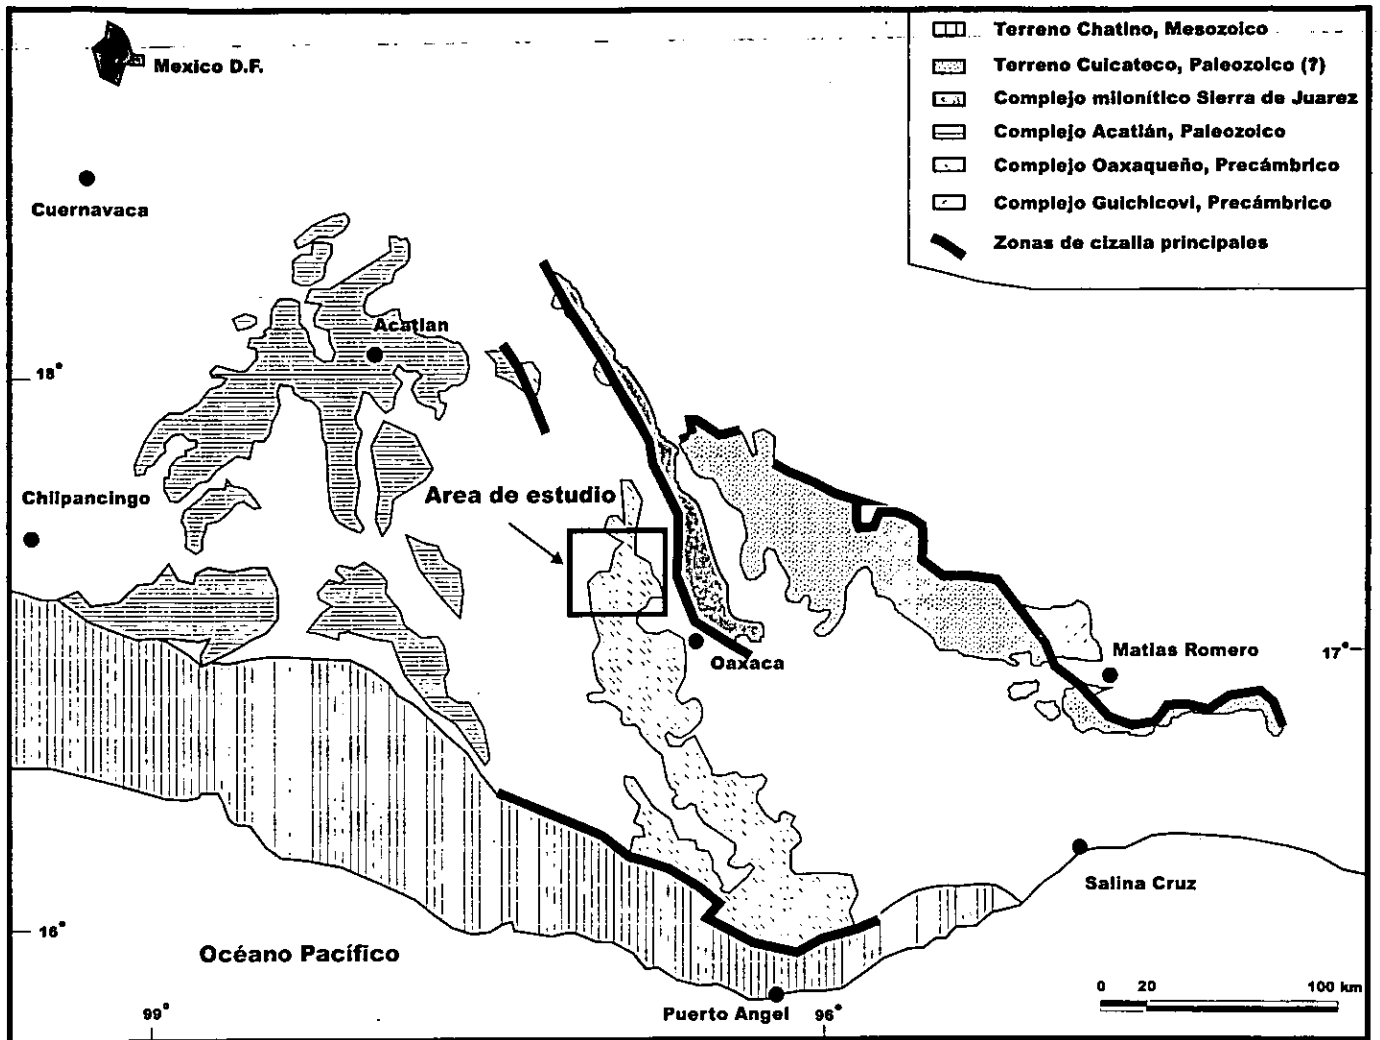 Mexico D.F.
Terreno Chatino, Mesozoico
Terreno Cuicateco, Paleozoico (?)
Complejo milonítico Sierra de Juarez
Complejo Acatlán, Paleozoico
Complejo Oaxaqueño, Precámbrico
Complejo Guichicovi, Precámbrico
Zonas de cizalla principales
Cuernavaca
Acatlan
18°
Chilpancingo
Area de estudio
Oaxaca
Matias Romero
17°
Salina Cruz
16°
Océano Pacífico
0 20 100 km
Puerto Angel
99°
96°